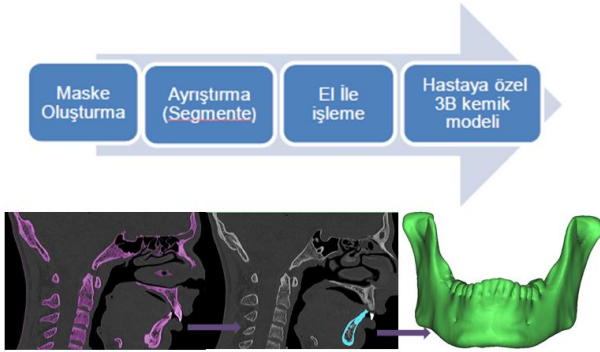 Maske
Oluşturma
Ayrıştırma
(Segmente)
El İle
işleme
Hastaya özel
3B kemik
modeli